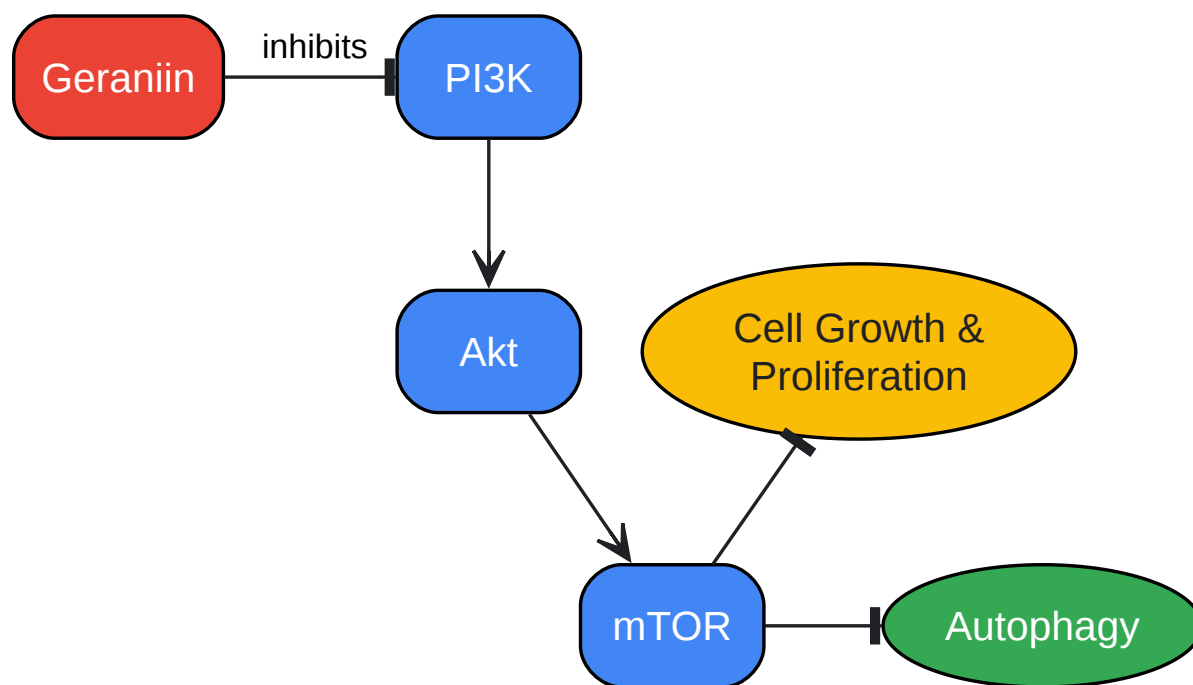 Geraniin
inhibits
PI3K
Akt
Cell Growth &
Proliferation
mTOR
Autophagy